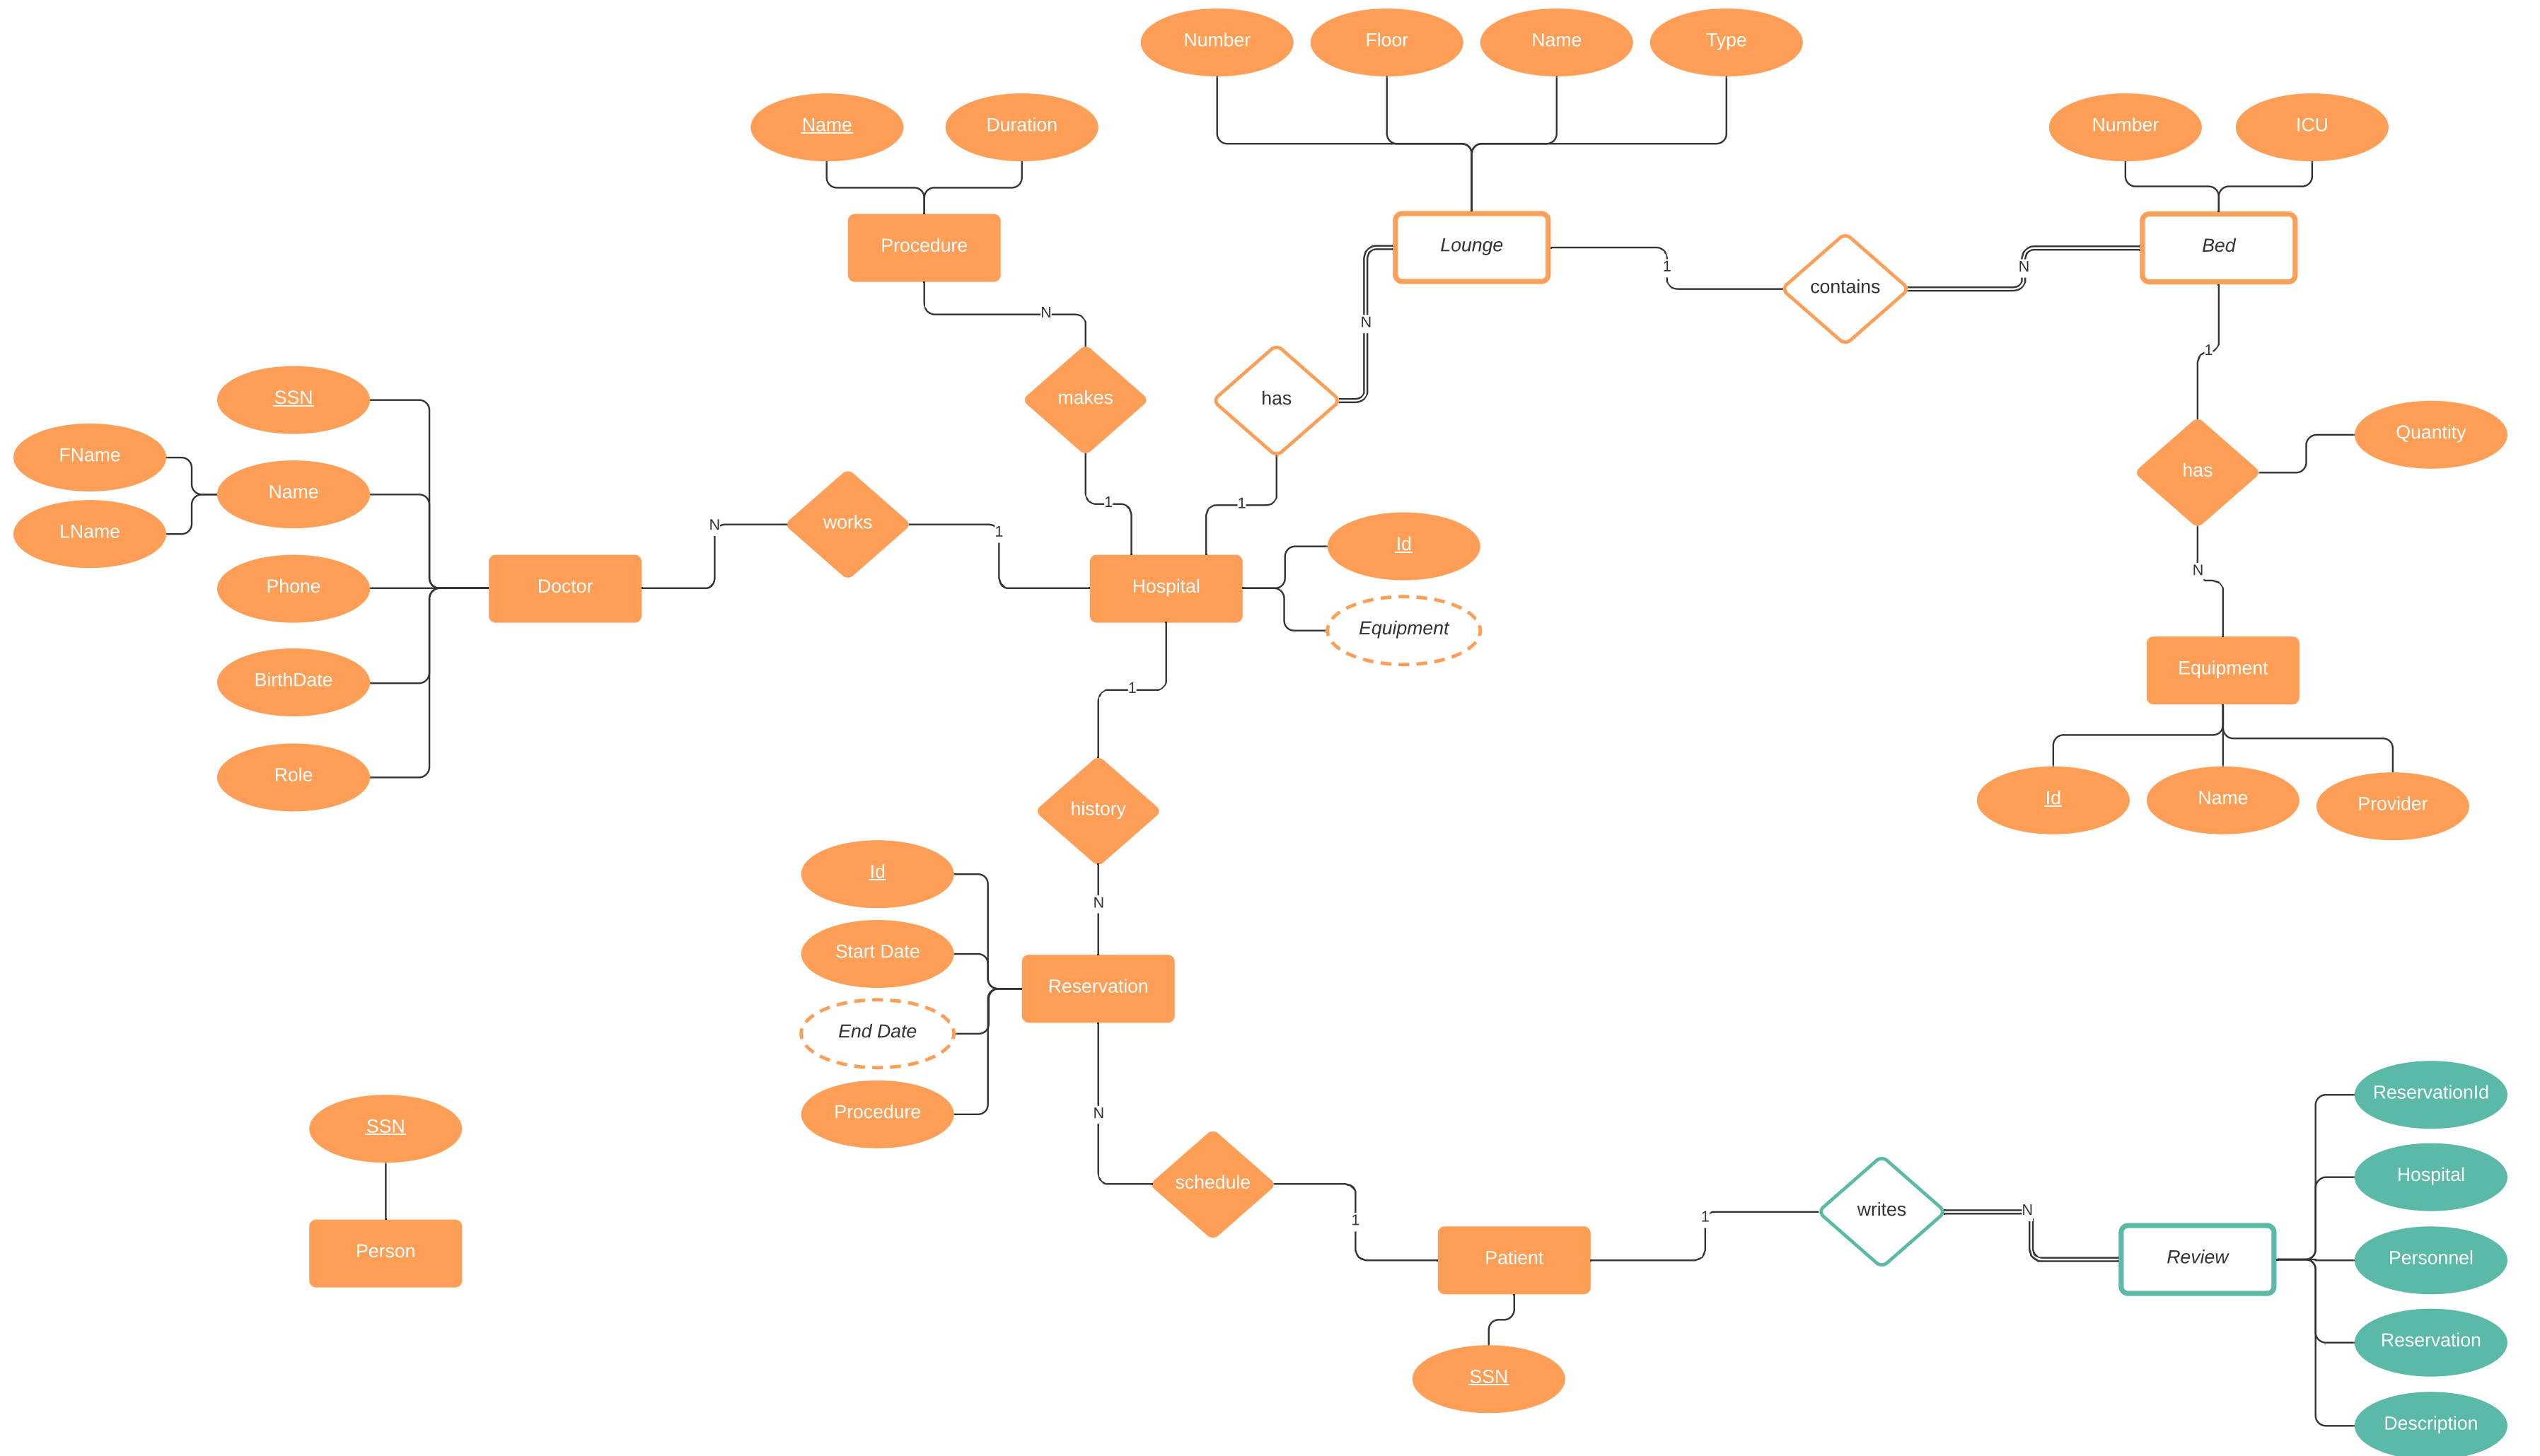 Number
Floor
Name
Type
Name
Duration
Number
ICU
Procedure
Lounge
Bed
1
N
contains
N
N
1
makes
has
SSN
Quantity
FName
Name
LName
has
1
1
N
works
1
Id
N
Phone
Doctor
Hospital
Equipment
BirthDate
Equipment
1
Role
Id
Name
Provider
history
Id
N
Start Date
Reservation
End Date
Procedure
N
SSN
Person
schedule
1
Patient
SSN
1
writes
N
Review
ReservationId
Hospital
Personnel
Reservation
Description